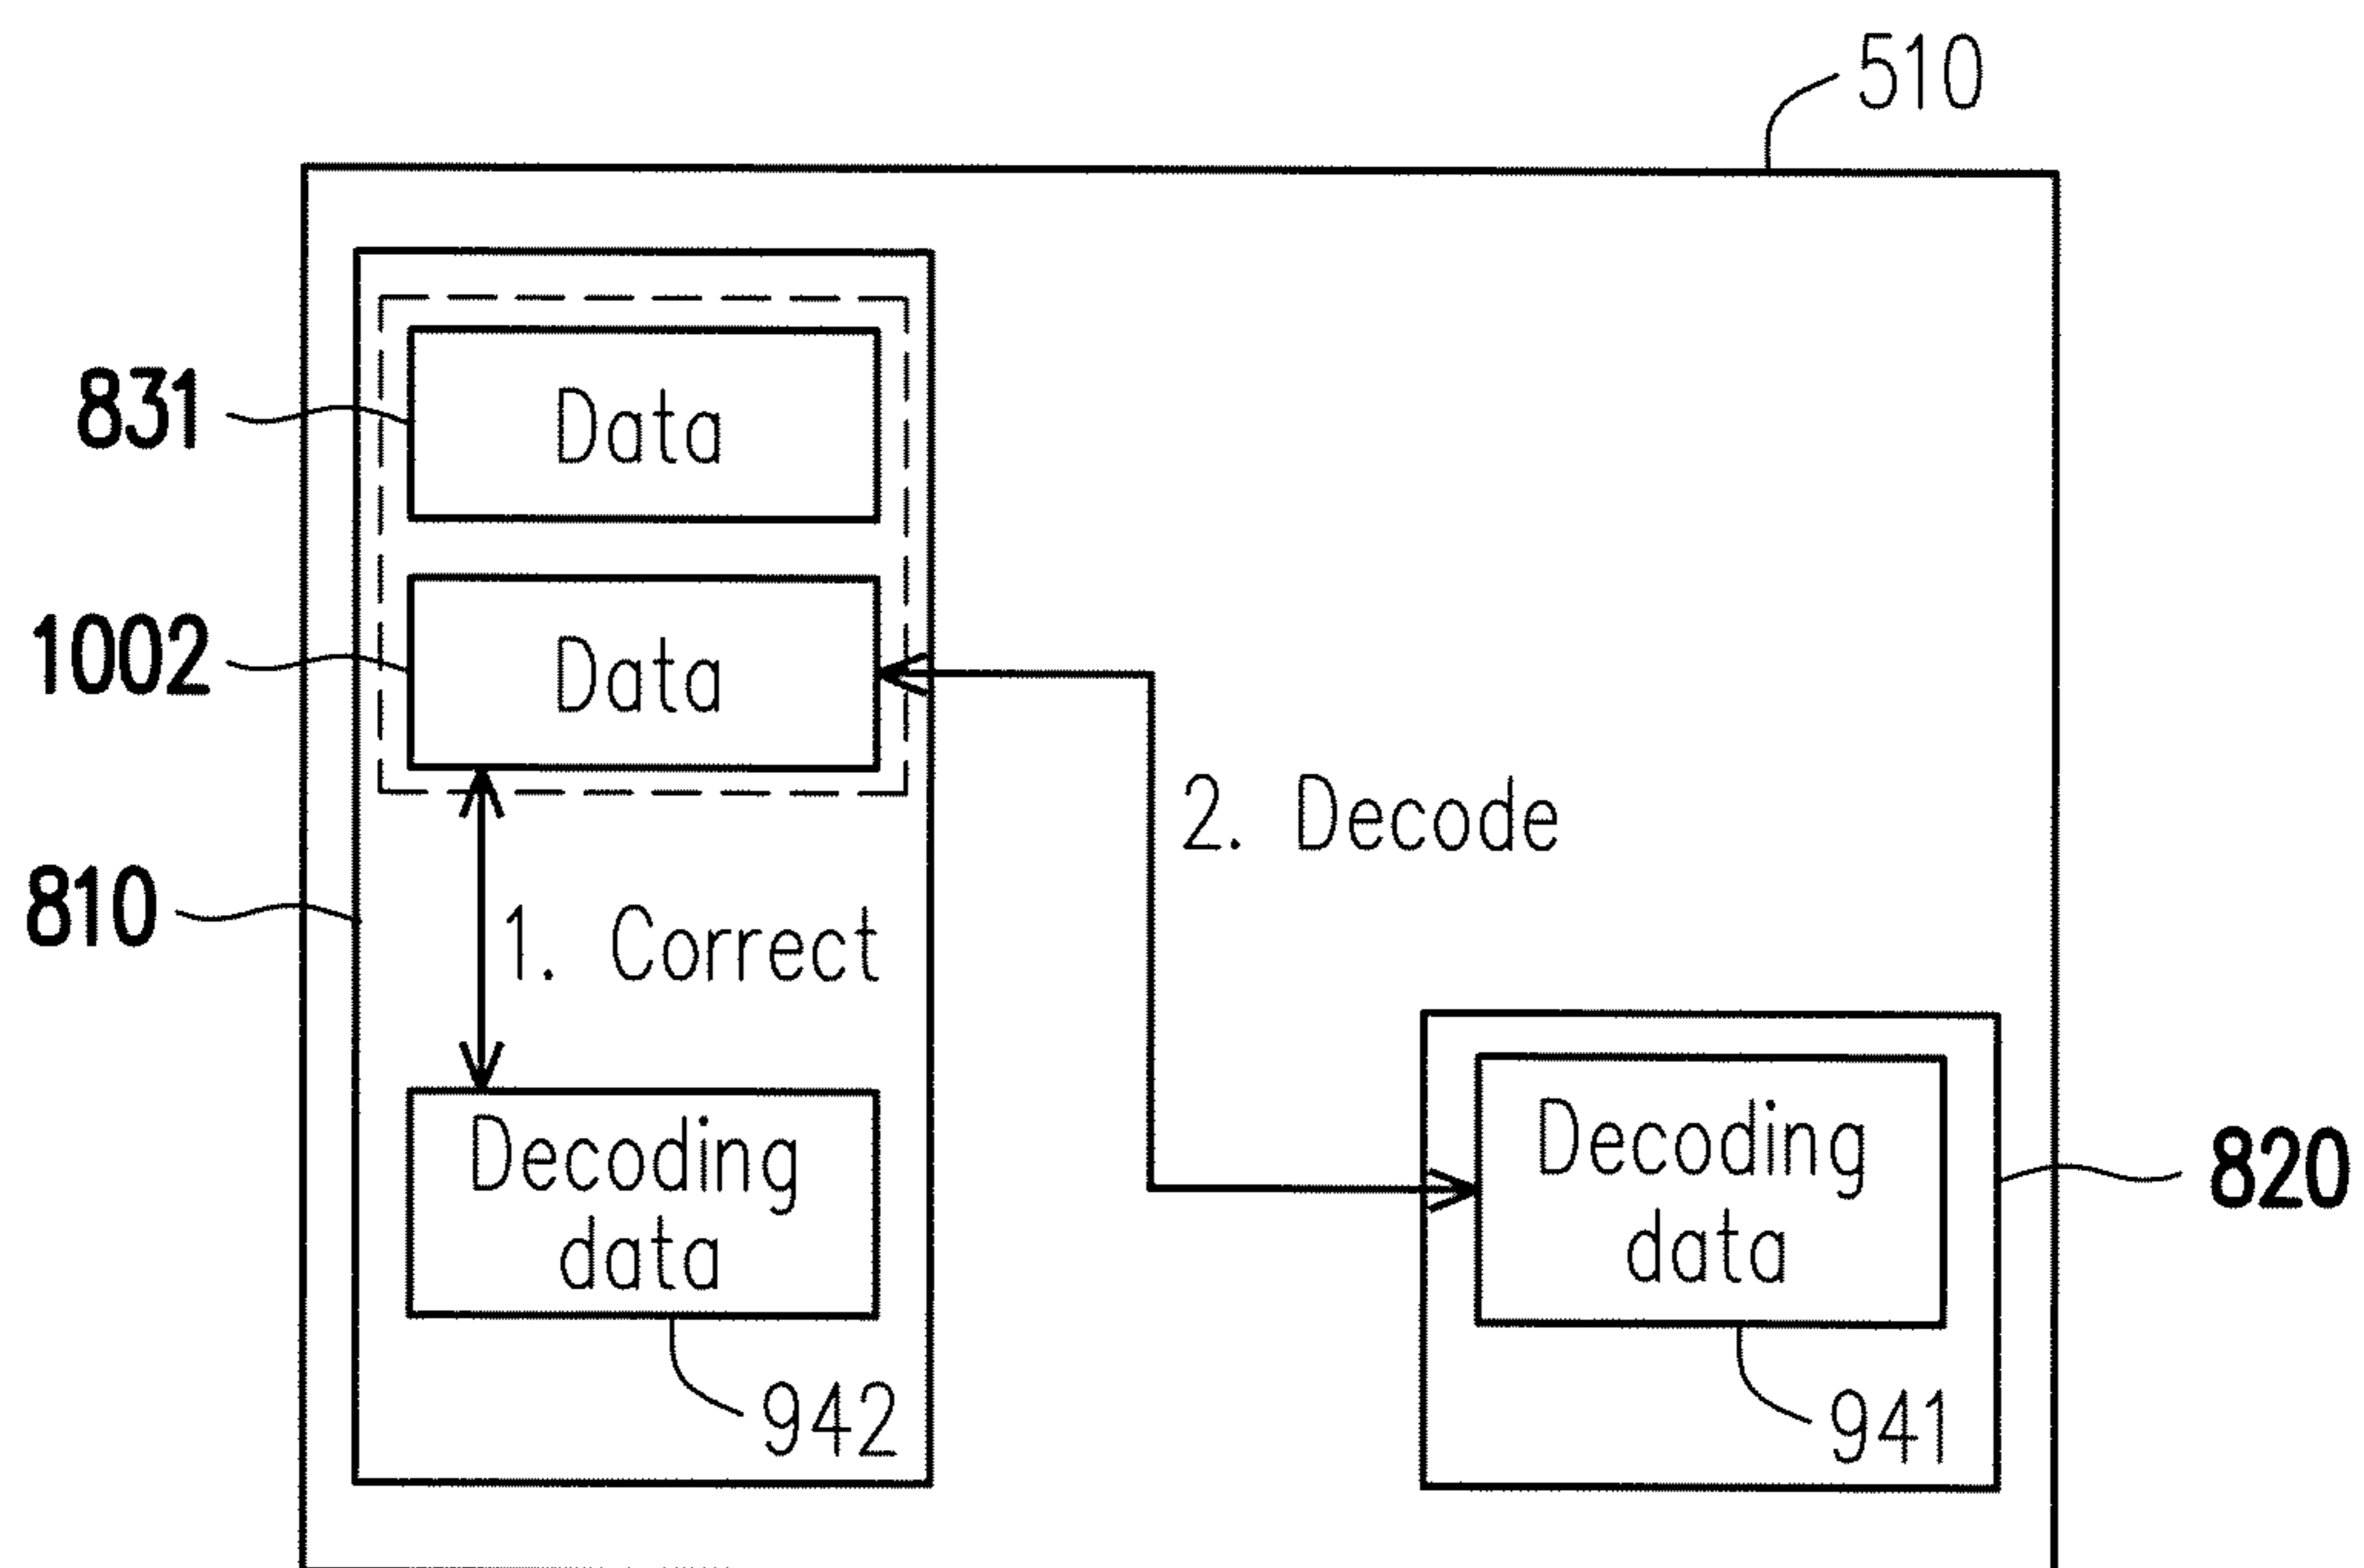 510
831
Data
1002
Data
2. Decode
810
1. Correct
Decoding
data
Decoding
data
820
942
941